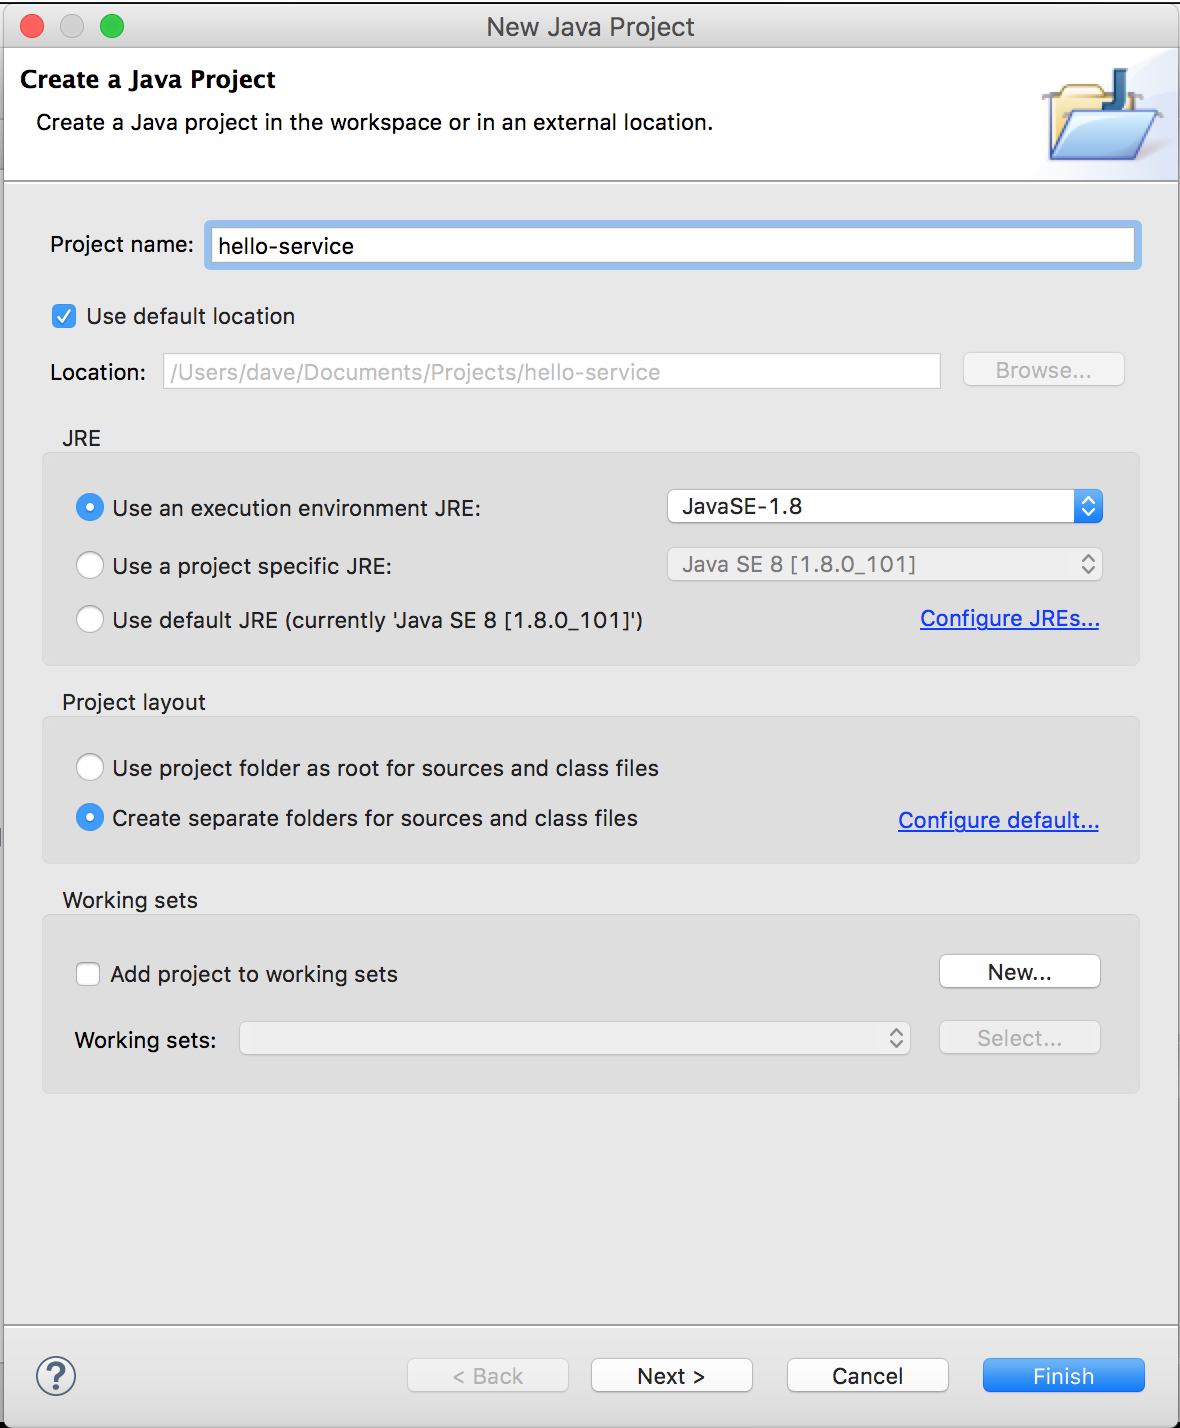 New Java Project
Create a Java Project
Create a Java project in the workspace or in an external location.
Project name: hello-service
Use default location
Location: /Users/dave/Documents/Projects/hello-service Browse...
JRE
Use an execution environment JRE: JavaSE-1.8
Use a project specific JRE: Java SE 8 [1.8.0_101]
Use default JRE (currently 'Java SE 8 [1.8.0_101]') Configure JREs...
Project layout
Use project folder as root for sources and class files
Create separate folders for sources and class files Configure default...
Working sets
Add project to working sets New...
Working sets: Select...
? < Back Next > Cancel Finish